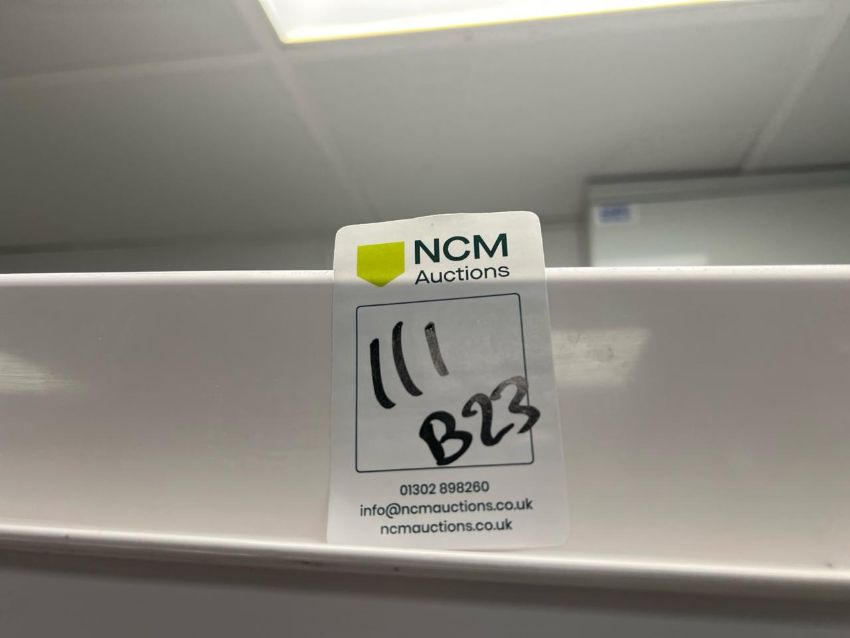 NCM
Auctions
111
B23
01302 898260
info@ncmauctions.co.uk
ncmauctions.co.uk